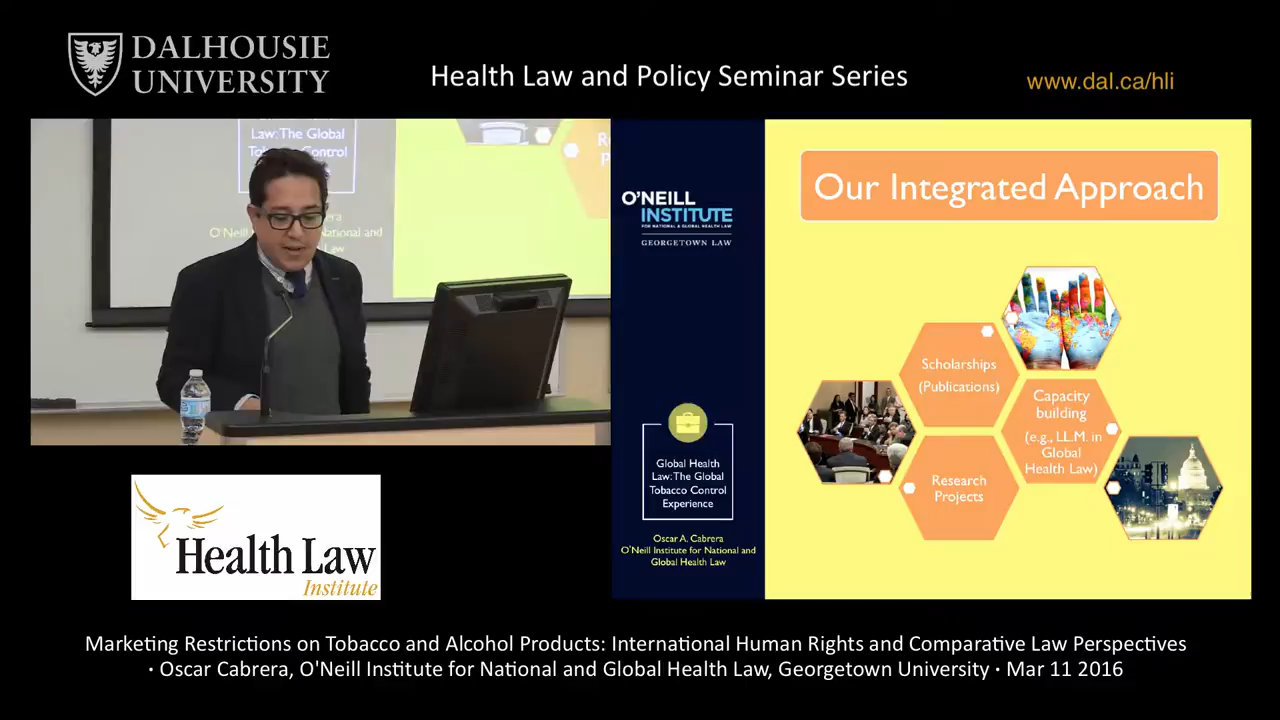 DALHOUSIE
UNIVERSITY
Health Law and Policy Seminar Series
www.dal.ca/hli
Law: The Global
O'NEILL
INSTITUTE
FOR NATIONAL & GLOBAL HEALTH LAW
GEORGETOWN LAW
Global Health
Law: The Global
Tobacco Control
Experience
Oscar A. Cabrera
O'Neill Institute for National and
Global Health Law
Our Integrated Approach
Scholarships
(Publications)
Capacity
building
(e.g., LL.M. in
Global
Health Law)
Research
Projects
Health Law
Institute
Marketing Restrictions on Tobacco and Alcohol Products: International Human Rights and Comparative Law Perspectives
· Oscar Cabrera, O'Neill Institute for National and Global Health Law, Georgetown University · Mar 11 2016